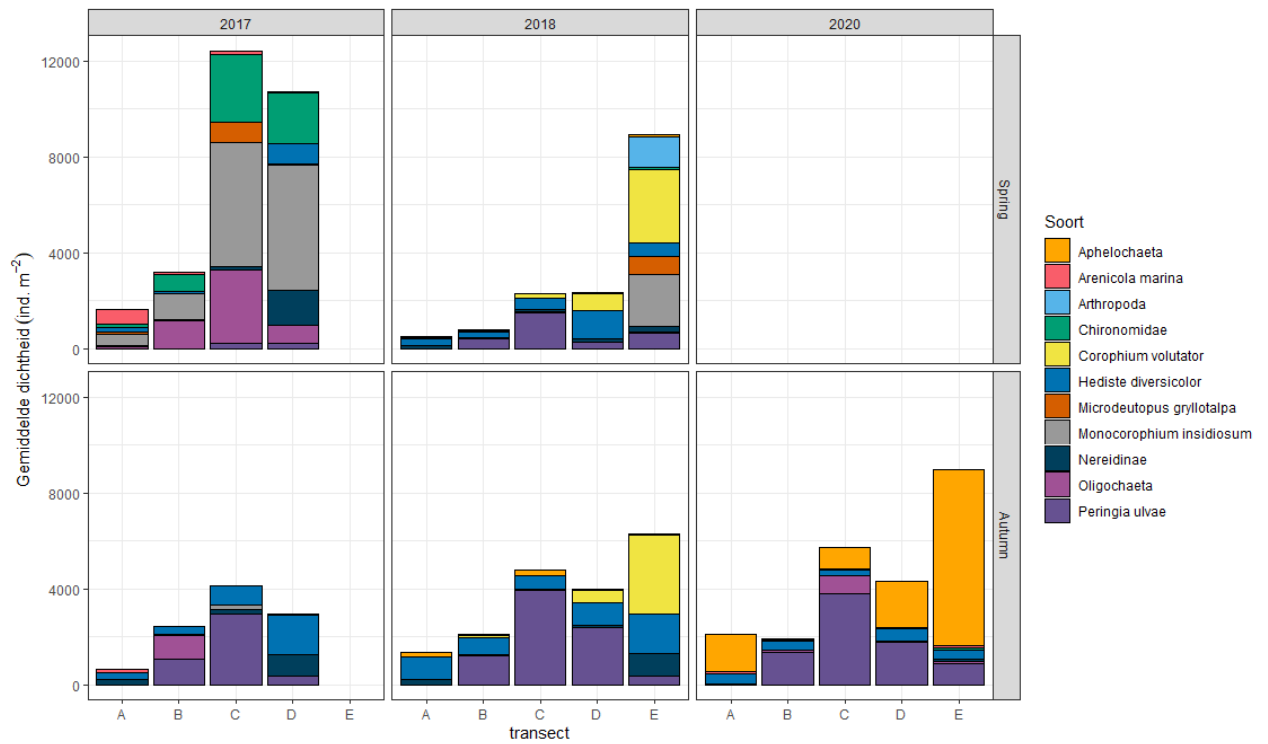 2017
2018
2020
12000
8000
4000
0
Spring
12000
8000
4000
0
Autumn
Gemiddelde dichtheid (ind. m⁻²)
A B C D E
A B C D E
A B C D E
transect
Soort
Aphelochaeta
Arenicola marina
Arthropoda
Chironomidae
Corophium volutator
Hediste diversicolor
Microdeutopus gryllotalpa
Monocorophium insidiosum
Nereidinae
Oligochaeta
Peringia ulvae